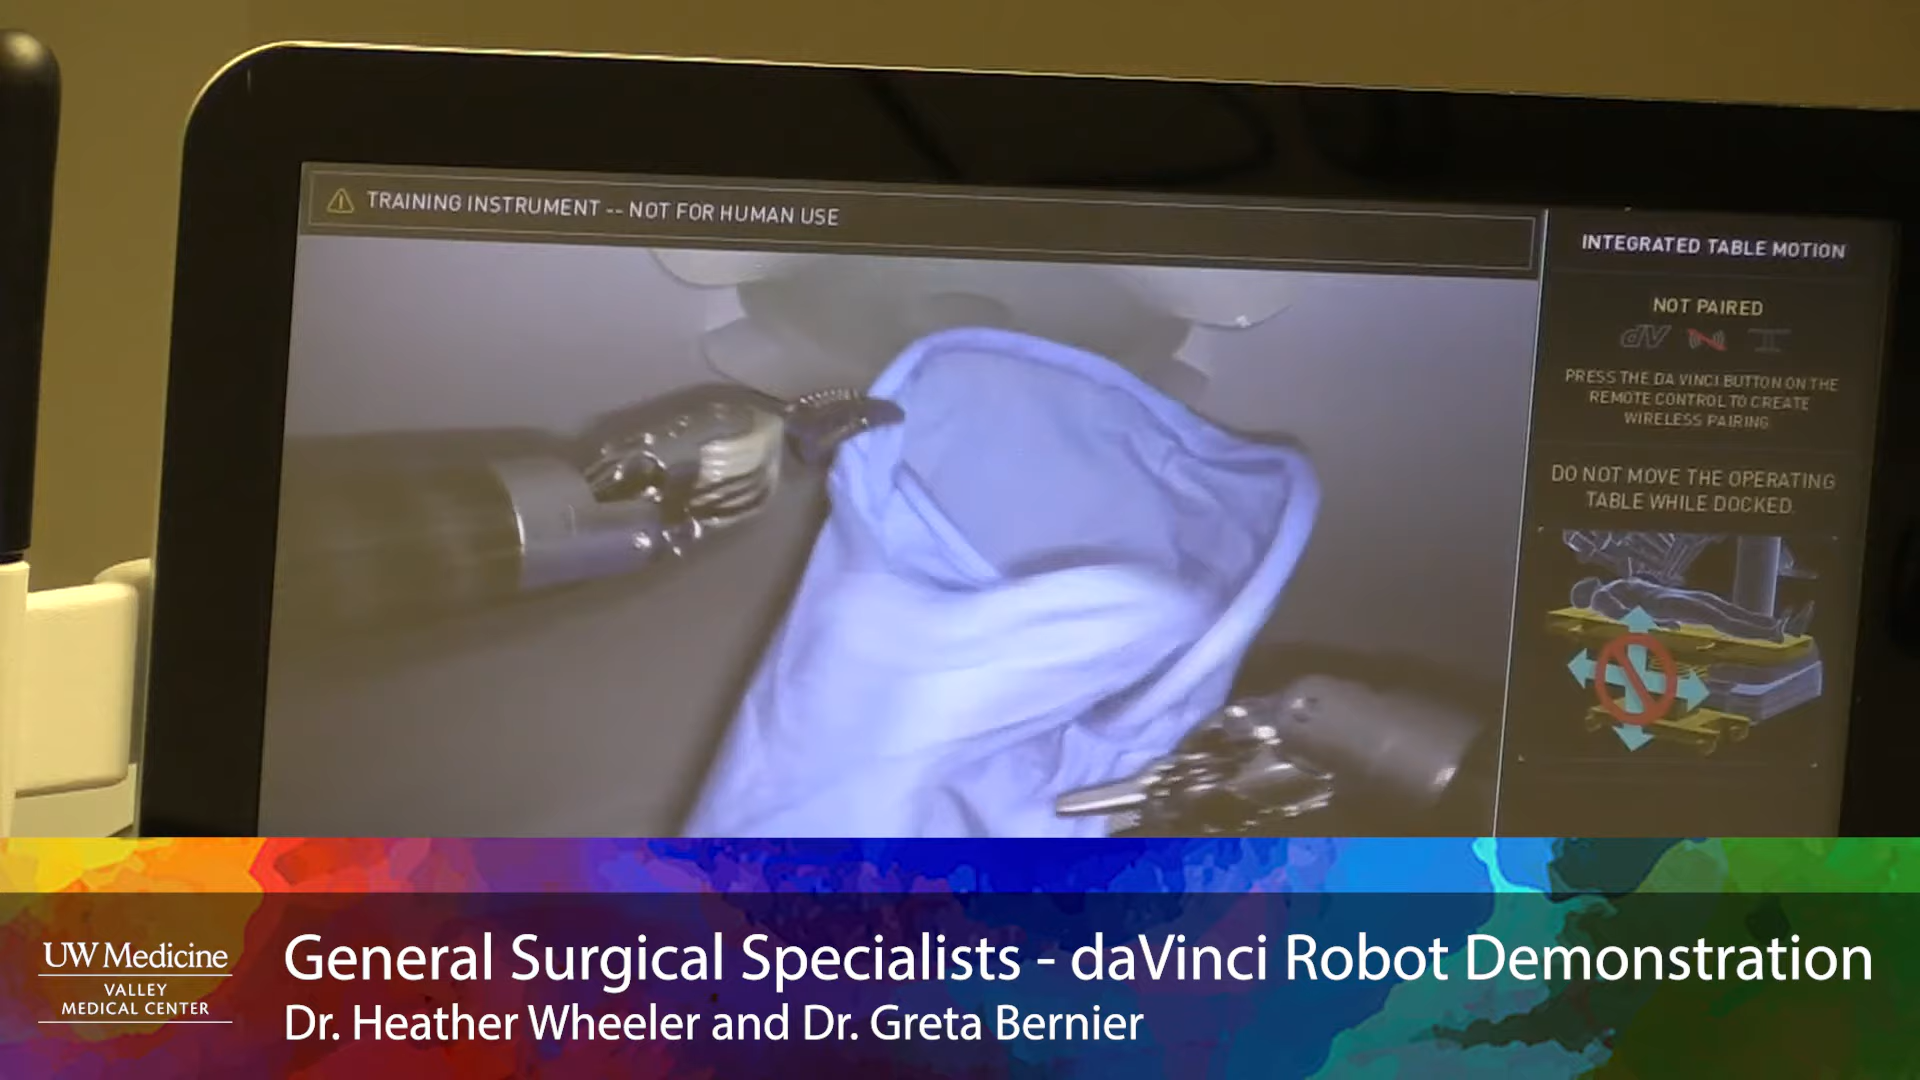 TRAINING INSTRUMENT -- NOT FOR HUMAN USE
INTEGRATED TABLE MOTION
NOT PAIRED
dV
PRESS THE DA VINCI BUTTON ON THE
REMOTE CONTROL TO CREATE
WIRELESS PAIRING
DO NOT MOVE THE OPERATING
TABLE WHILE DOCKED.
UW Medicine
VALLEY
MEDICAL CENTER
General Surgical Specialists - daVinci Robot Demonstration
Dr. Heather Wheeler and Dr. Greta Bernier